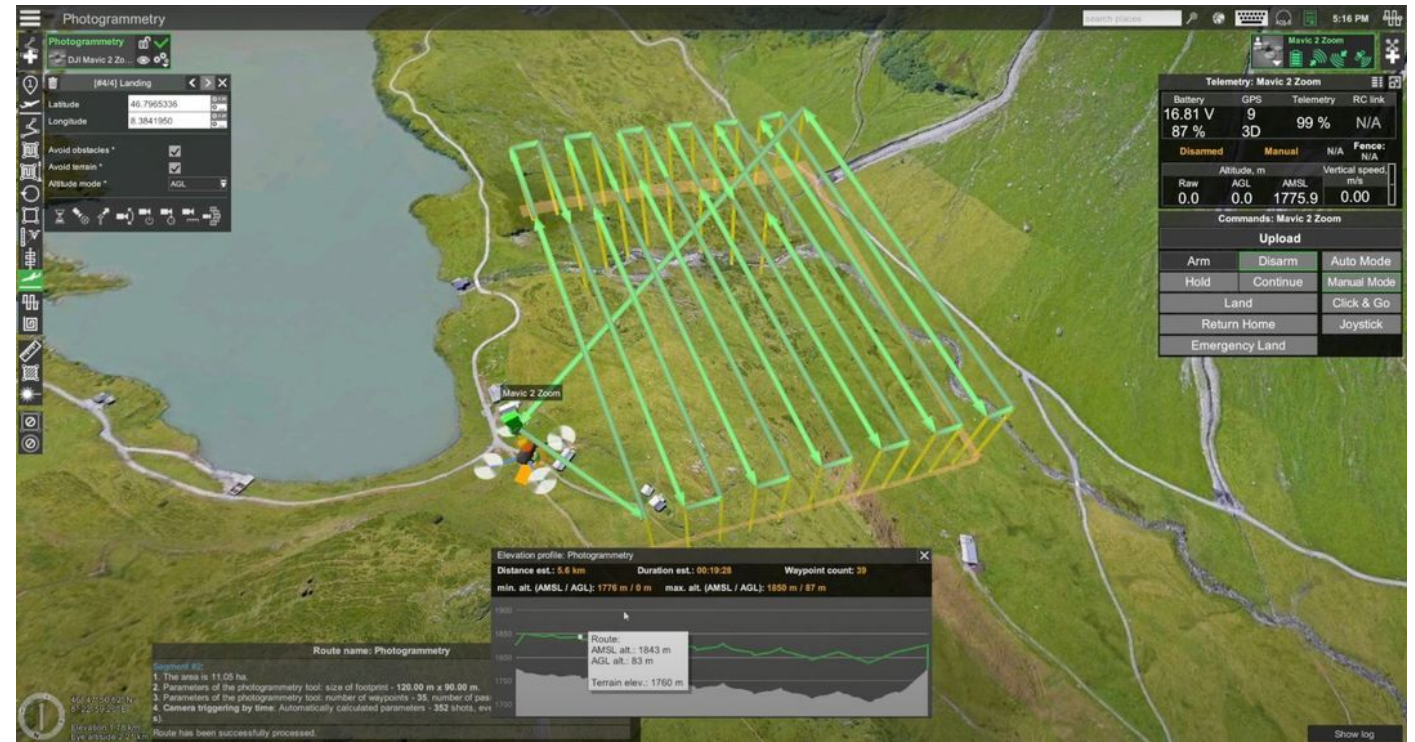 Photogrammetry
search places
5:16 PM
Photogrammetry
DJI Mavic 2 Zo...
[#4/4] Landing
Latitude 46.7965336
Longitude 8.3841950
Avoid obstacles *
Avoid terrain *
Altitude mode * AGL
Mavic 2 Zoom
Telemetry: Mavic 2 Zoom
Battery GPS Telemetry RC link
16.81 V 9 99 % N/A
87 % 3D
Disarmed Manual N/A Fence: N/A
Altitude, m Vertical speed, m/s
Raw AGL AMSL
0.0 0.0 1775.9 0.00
Commands: Mavic 2 Zoom
Upload
Arm Disarm Auto Mode
Hold Continue Manual Mode
Land Click & Go
Return Home Joystick
Emergency Land
Mavic 2 Zoom
Elevation profile: Photogrammetry
Distance est.: 5.6 km Duration est.: 00:19:28 Waypoint count: 39
min. alt. (AMSL / AGL): 1776 m / 0 m max. alt. (AMSL / AGL): 1850 m / 87 m
1900
1850
1800
1750
1700
Route:
AMSL alt.: 1843 m
AGL alt.: 83 m
Terrain elev.: 1760 m
Route name: Photogrammetry
Segment #2:
1. The area is 11.05 ha.
2. Parameters of the photogrammetry tool: size of footprint - 120.00 m x 90.00 m.
3. Parameters of the photogrammetry tool: number of waypoints - 35, number of pas
4. Camera triggering by time: Automatically calculated parameters - 352 shots, eve
s).
Route has been successfully processed.
Show log